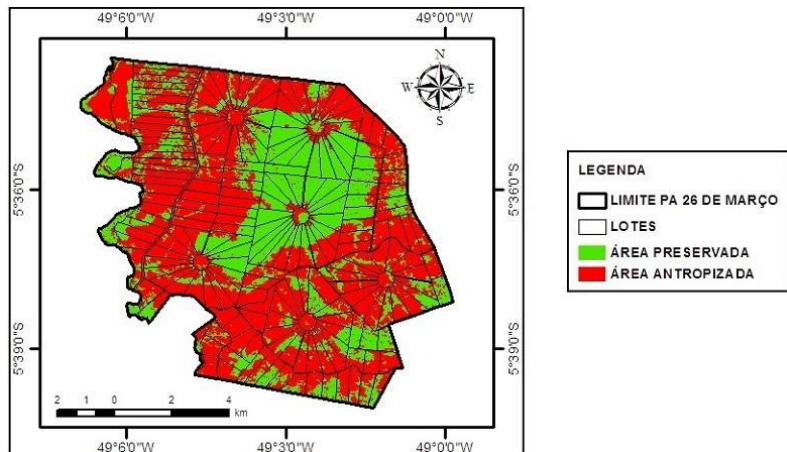 49°6'0"W 49°3'0"W 49°0'0"W
N
W E
S
5°36'0"S 5°36'0"S
5°39'0"S 5°39'0"S
2 1 0 2 4
km
49°6'0"W 49°3'0"W 49°0'0"W
LEGENDA
LIMITE PA 26 DE MARÇO
LOTES
ÁREA PRESERVADA
ÁREA ANTROPIZADA